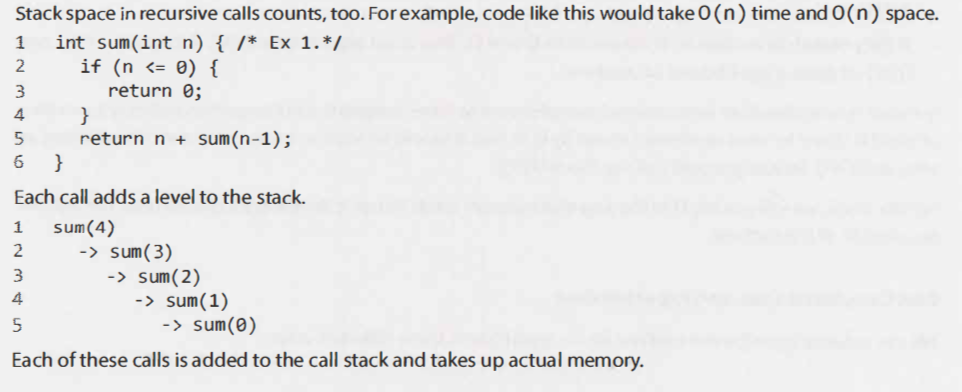 Stack space in recursive calls counts, too. For example, code like this would take O(n) time and O(n) space.
1 int sum(int n) { /* Ex 1.*/
2 if (n <= 0) {
3 return 0;
4 }
5 return n + sum(n-1);
6 }
Each call adds a level to the stack.
1 sum(4)
2 -> sum(3)
3 -> sum(2)
4 -> sum(1)
5 -> sum(0)
Each of these calls is added to the call stack and takes up actual memory.